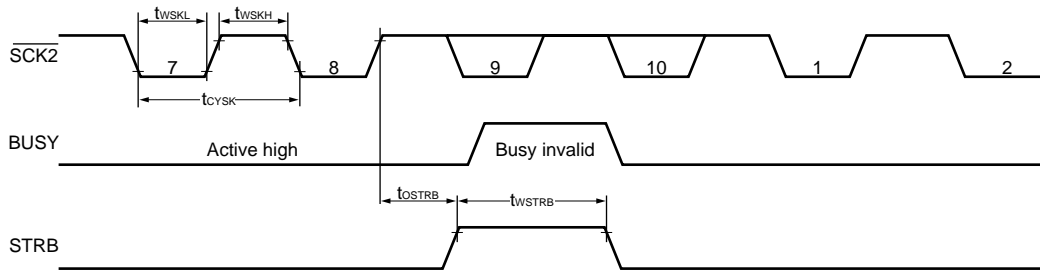 tWSKL tWSKH
SCK2
7 8 9 10 1 2
tCYSK
BUSY
Active high Busy invalid
tOSTRB tWSTRB
STRB